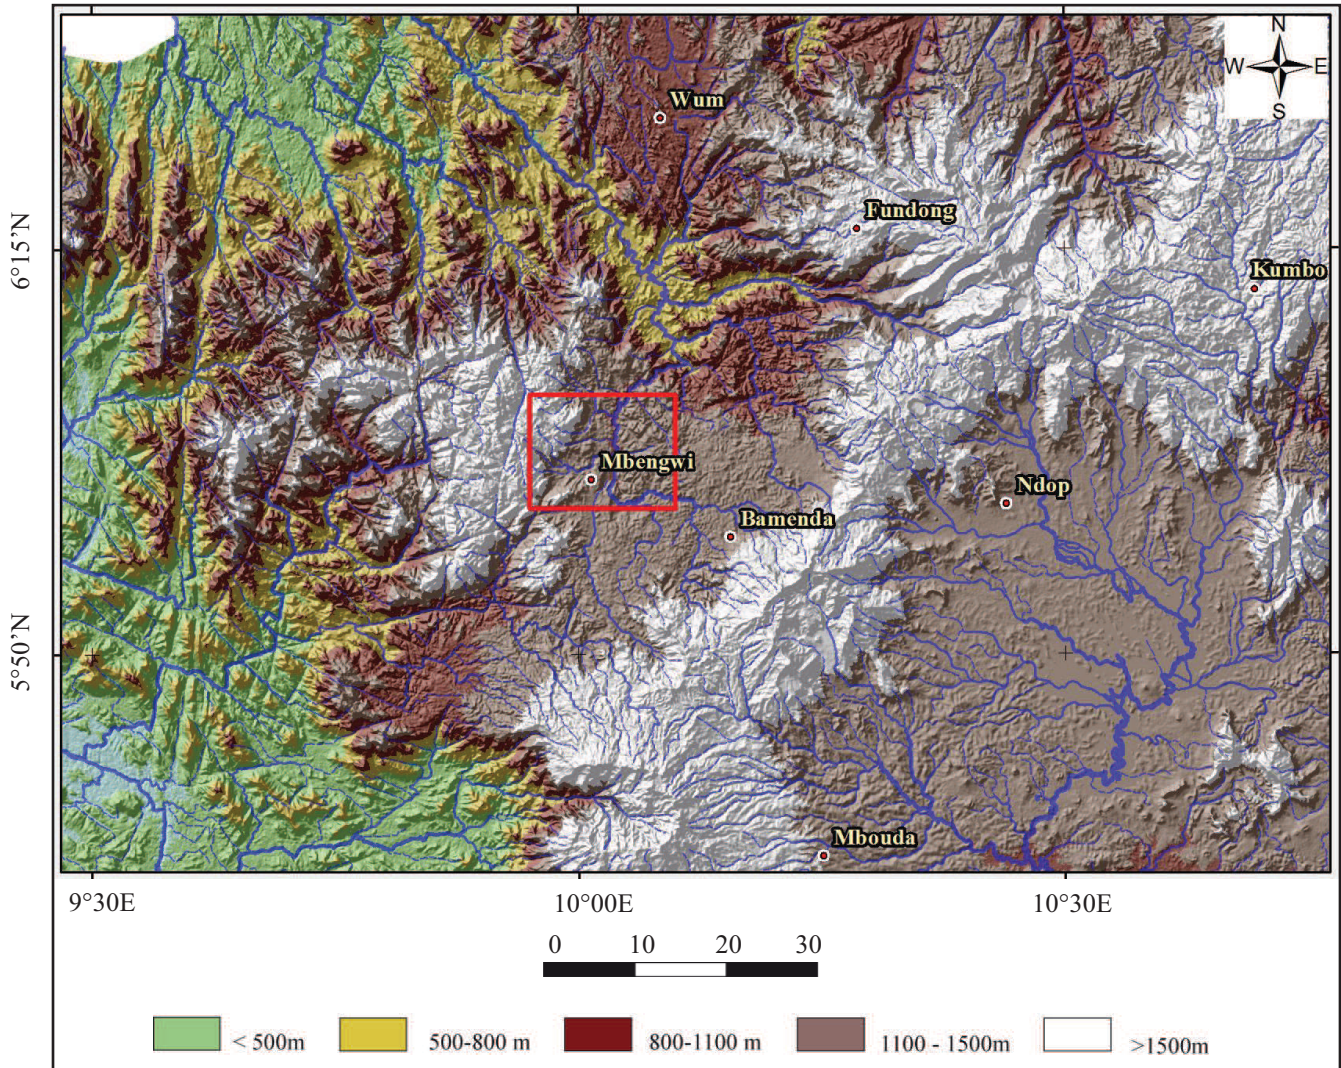 N
W E
S
Wum
Fundong
6°15’N
Kumbo
Mbengwi
Ndop
Bamenda
5°50’N
Mbouda
9°30E 10°00E 10°30E
0 10 20 30
< 500m 500-800 m 800-1100 m 1100 - 1500m >1500m